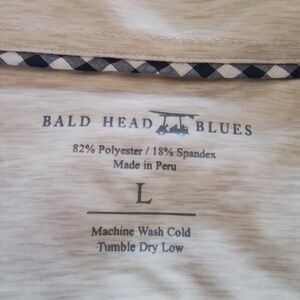 BALD HEAD BLUES
82% Polyester / 18% Spandex
Made in Peru
L
Machine Wash Cold
Tumble Dry Low